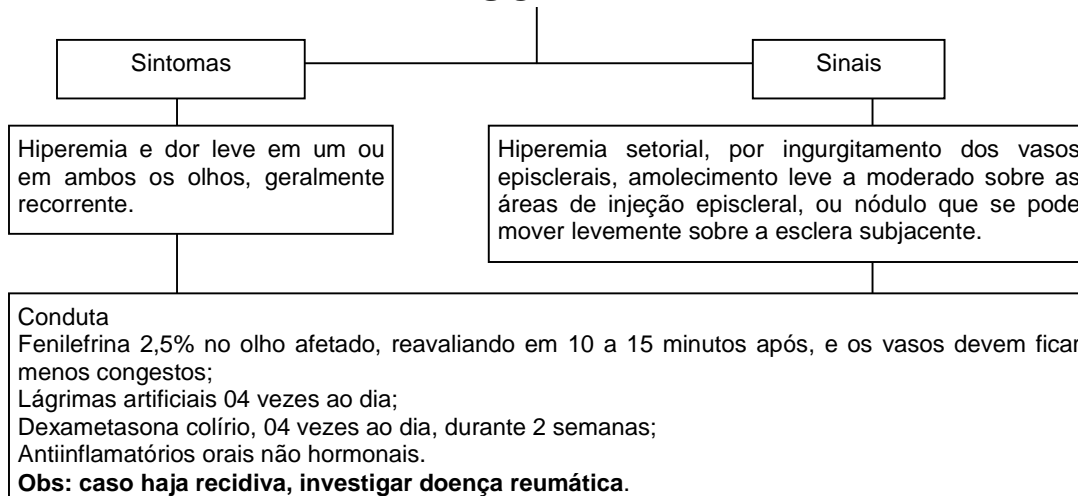 Sintomas
Sinais
Hiperemia e dor leve em um ou
em ambos os olhos, geralmente
recorrente.
Hiperemia setorial, por ingurgitamento dos vasos
episclerais, amolecimento leve a moderado sobre as
áreas de injeção episcleral, ou nódulo que se pode
mover levemente sobre a esclera subjacente.
Conduta
Fenilefrina 2,5% no olho afetado, reavaliando em 10 a 15 minutos após, e os vasos devem ficar
menos congestos;
Lágrimas artificiais 04 vezes ao dia;
Dexametasona colírio, 04 vezes ao dia, durante 2 semanas;
Antiinflamatórios orais não hormonais.
Obs: caso haja recidiva, investigar doença reumática.